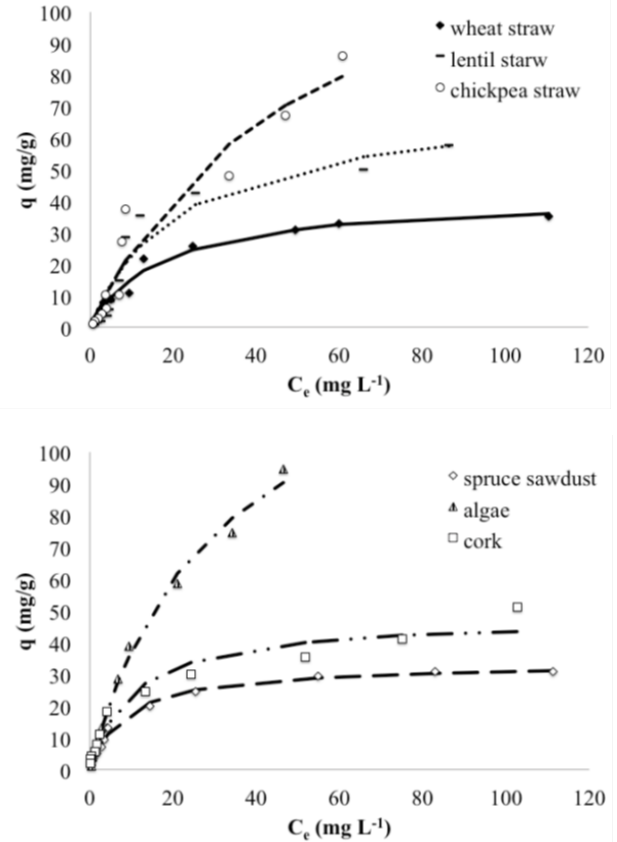 100
90
80
70
60
50
40
30
20
10
0
q (mg/g)
wheat straw
lentil starw
chickpea straw
0 20 40 60 80 100 120
Ce (mg L-1)
100
90
80
70
60
50
40
30
20
10
0
q (mg/g)
spruce sawdust
algae
cork
0 20 40 60 80 100 120
Ce (mg L-1)